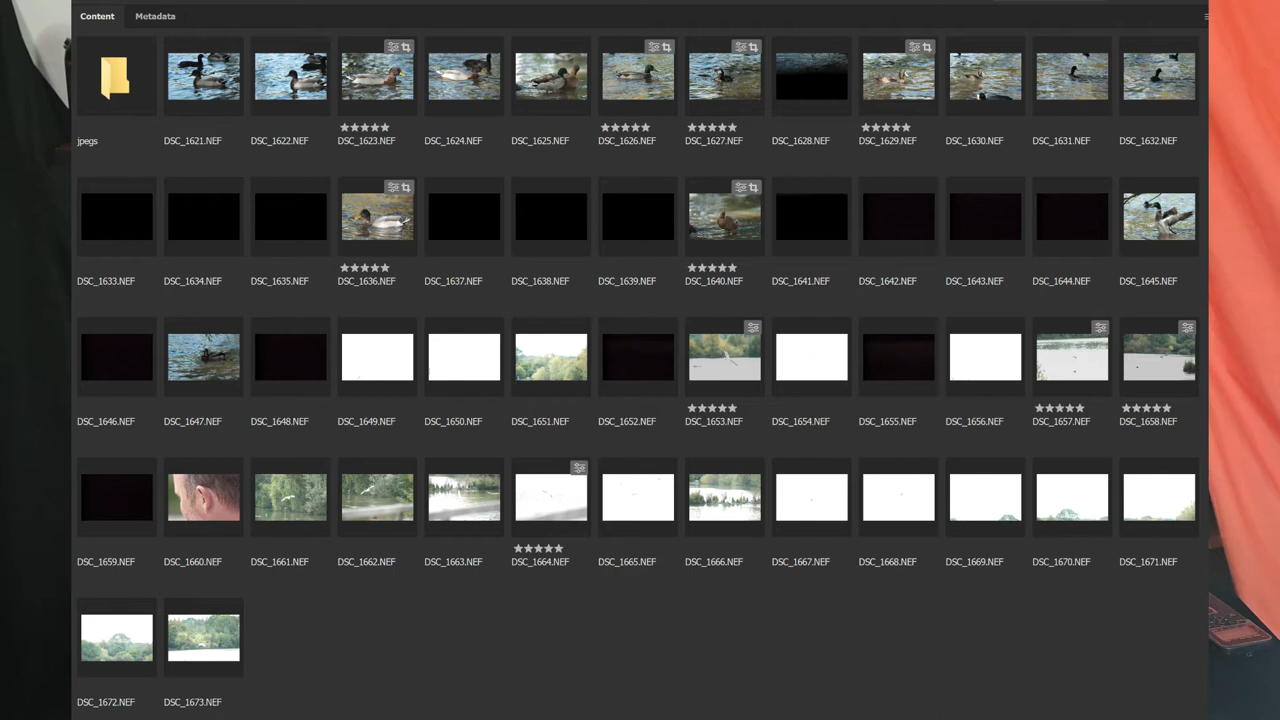 Content Metadata
jpegs DSC_1621.NEF DSC_1622.NEF DSC_1623.NEF DSC_1624.NEF DSC_1625.NEF DSC_1626.NEF DSC_1627.NEF DSC_1628.NEF DSC_1629.NEF DSC_1630.NEF DSC_1631.NEF DSC_1632.NEF
DSC_1633.NEF DSC_1634.NEF DSC_1635.NEF DSC_1636.NEF DSC_1637.NEF DSC_1638.NEF DSC_1639.NEF DSC_1640.NEF DSC_1641.NEF DSC_1642.NEF DSC_1643.NEF DSC_1644.NEF DSC_1645.NEF
DSC_1646.NEF DSC_1647.NEF DSC_1648.NEF DSC_1649.NEF DSC_1650.NEF DSC_1651.NEF DSC_1652.NEF DSC_1653.NEF DSC_1654.NEF DSC_1655.NEF DSC_1656.NEF DSC_1657.NEF DSC_1658.NEF
DSC_1659.NEF DSC_1660.NEF DSC_1661.NEF DSC_1662.NEF DSC_1663.NEF DSC_1664.NEF DSC_1665.NEF DSC_1666.NEF DSC_1667.NEF DSC_1668.NEF DSC_1669.NEF DSC_1670.NEF DSC_1671.NEF
DSC_1672.NEF DSC_1673.NEF